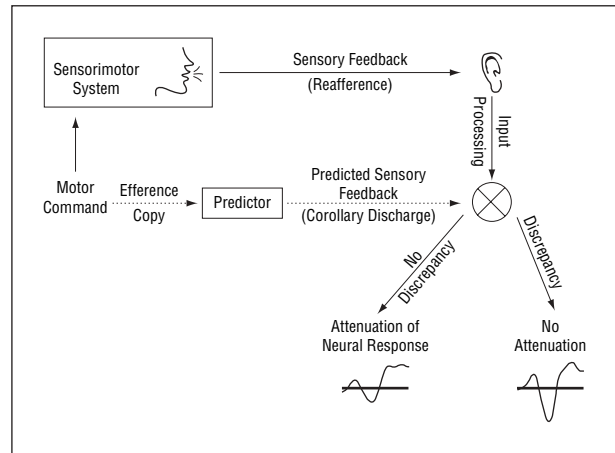 Sensorimotor
System
Sensory Feedback
(Reafference)
Input
Processing
Motor
Command
Efference
Copy
Predictor
Predicted Sensory
Feedback
(Corollary Discharge)
No
Discrepancy
Discrepancy
Attenuation of
Neural Response
No
Attenuation